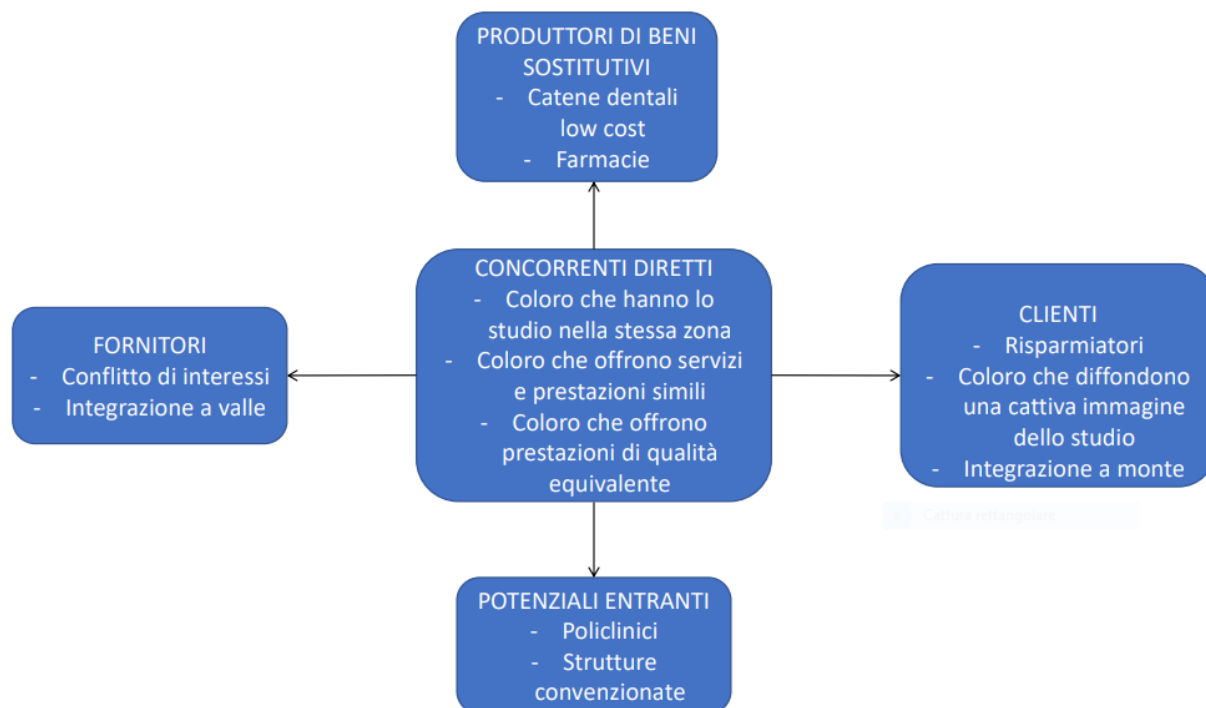 PRODUTTORI DI BENI
SOSTITUTIVI
- Catene dentali
low cost
- Farmacie
CONCORRENTI DIRETTI
- Coloro che hanno lo
studio nella stessa zona
- Coloro che offrono servizi
e prestazioni simili
- Coloro che offrono
prestazioni di qualità
equivalente
FORNITORI
- Conflitto di interessi
- Integrazione a valle
CLIENTI
- Risparmiatori
- Coloro che diffondono
una cattiva immagine
dello studio
- Integrazione a monte
Cattura rettangolare
POTENZIALI ENTRANTI
- Policlinici
- Strutture
convenzionate